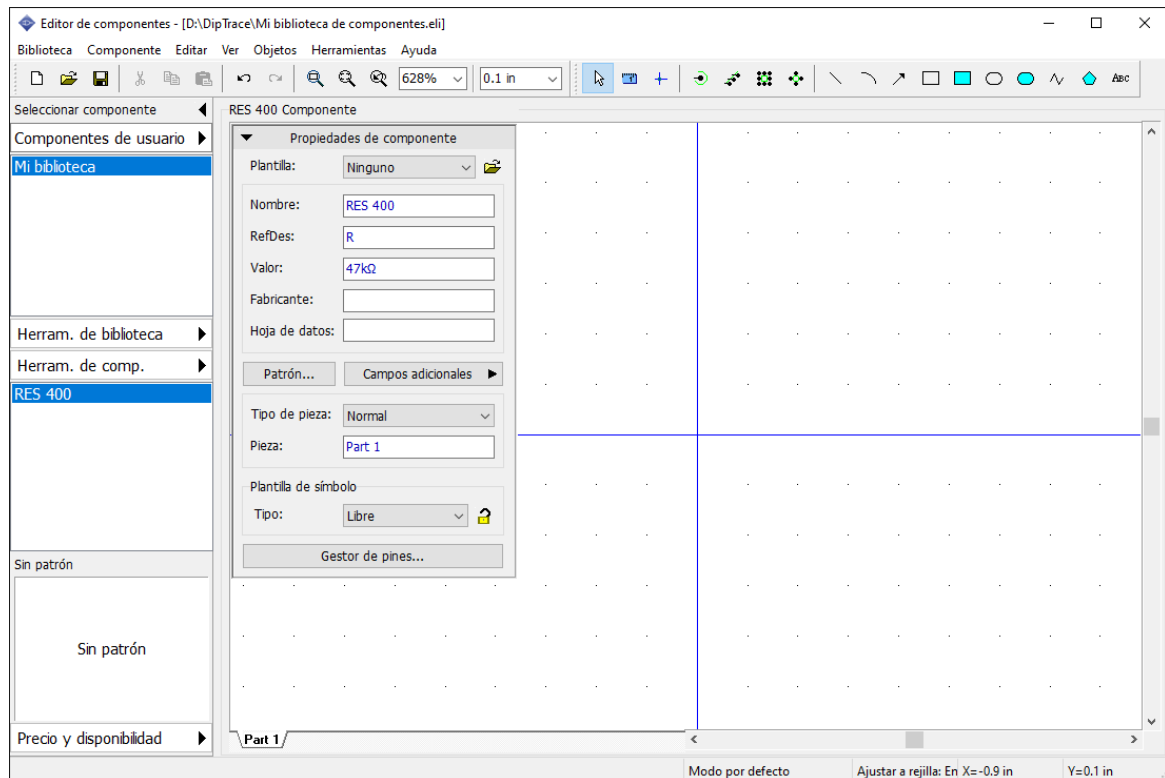 Editor de componentes - [D:\DipTrace\Mi biblioteca de componentes.eli]
Biblioteca Componente Editar Ver Objetos Herramientas Ayuda
628% 0.1 in ABC
Seleccionar componente
RES 400 Componente
Componentes de usuario
Mi biblioteca
Herram. de biblioteca
Herram. de comp.
RES 400
Sin patrón
Sin patrón
Precio y disponibilidad
Propiedades de componente
Plantilla: Ninguno
Nombre: RES 400
RefDes: R
Valor: 47kΩ
Fabricante:
Hoja de datos:
Patrón... Campos adicionales
Tipo de pieza: Normal
Pieza: Part 1
Plantilla de símbolo
Tipo: Libre
Gestor de pines...
Part 1
Modo por defecto Ajustar a rejilla: En X=-0.9 in Y=0.1 in